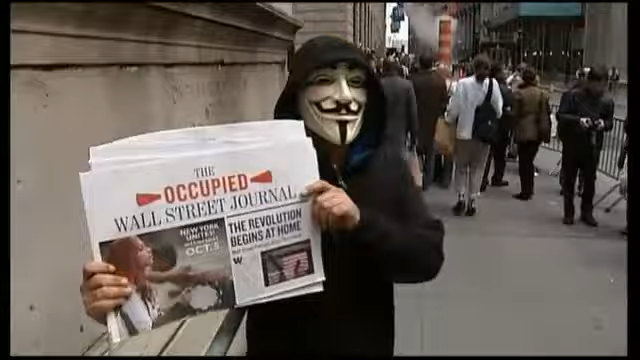 THE
OCCUPIED
WALL STREET JOURNAL
NEW YORK
OCT. 5
THE REVOLUTION
BEGINS AT HOME
W